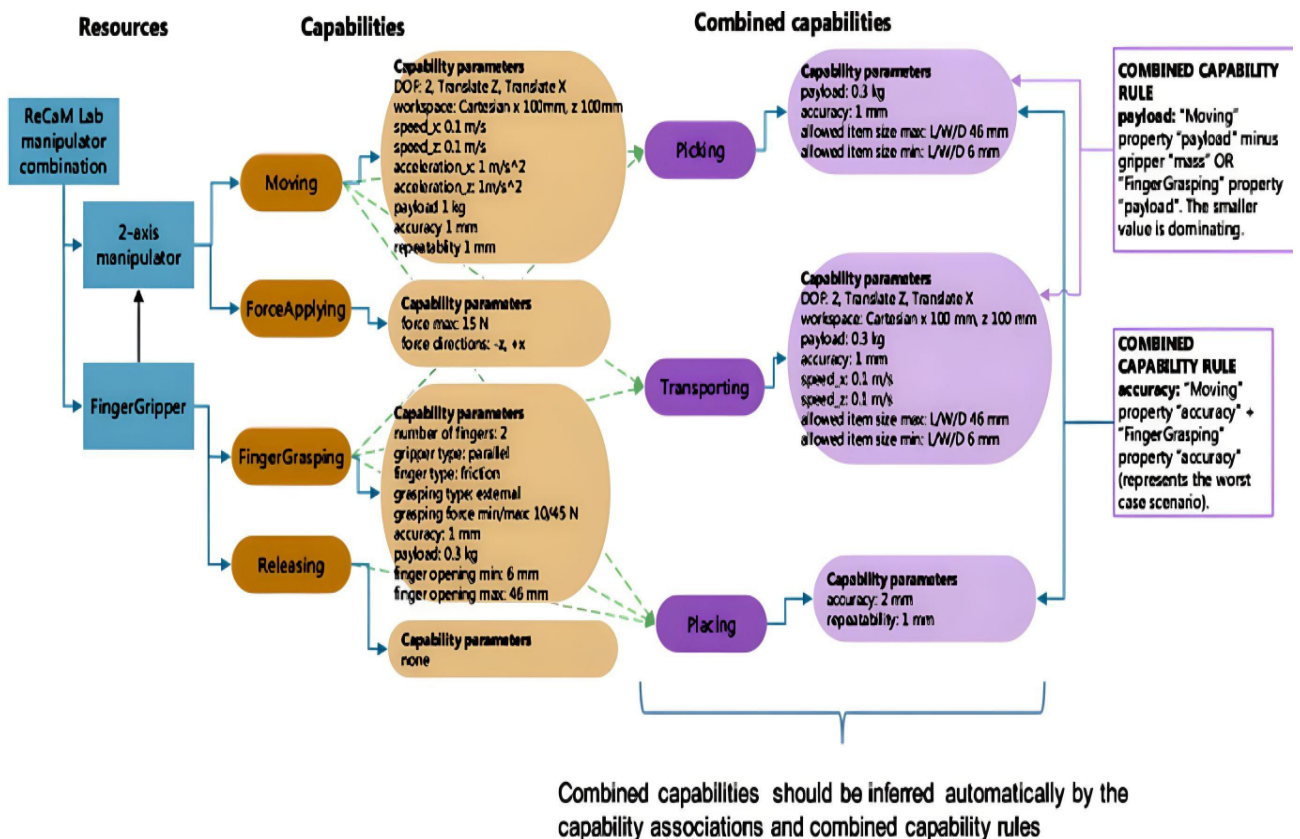 Resources
Capabilities
Combined capabilities
ReCaM Lab
manipulator
combination
2-axis
manipulator
FingerGripper
Moving
ForceApplying
FingerGrasping
Releasing
Capability parameters
DOF: 2, Translate Z, Translate X
workspace: Cartesian x 100mm, z 100mm
speed_x: 0.1 m/s
speed_z: 0.1 m/s
acceleration_x: 1 m/s^2
acceleration_z: 1m/s^2
payload 1 kg
accuracy 1 mm
repeatability 1 mm
Capability parameters
force max: 15 N
force directions: -z, +x
Capability parameters
number of fingers: 2
gripper type: parallel
finger type: friction
grasping type: external
grasping force min/max: 10/45 N
accuracy: 1 mm
payload: 0.3 kg
finger opening min: 6 mm
finger opening max: 46 mm
Capability parameters
none
Picking
Transporting
Placing
Capability parameters
payload: 0.3 kg
accuracy: 1 mm
allowed item size max: L/W/D 46 mm
allowed item size min: L/W/D 6 mm
Capability parameters
DOF: 2, Translate Z, Translate X
workspace: Cartesian x 100 mm, z 100 mm
payload: 0.3 kg
accuracy: 1 mm
speed_x: 0.1 m/s
speed_z: 0.1 m/s
allowed item size max: L/W/D 46 mm
allowed item size min: L/W/D 6 mm
Capability parameters
accuracy: 2 mm
repeatability: 1 mm
COMBINED CAPABILITY
RULE
payload: "Moving"
property "payload" minus
gripper "mass" OR
"FingerGrasping" property
"payload". The smaller
value is dominating.
COMBINED
CAPABILITY RULE
accuracy: "Moving"
property "accuracy" +
"FingerGrasping"
property "accuracy"
(represents the worst
case scenario).
Combined capabilities should be inferred automatically by the
capability associations and combined capability rules